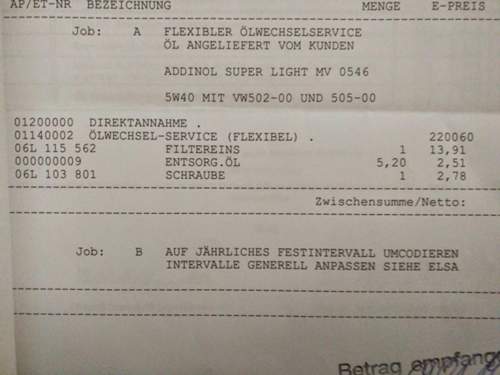 AP/ET-NR BEZEICHNUNG MENGE E-PREIS
Job: A FLEXIBLER ÖLWECHSELSERVICE
ÖL ANGELIEFERT VOM KUNDEN
ADDINOL SUPER LIGHT MV 0546
5W40 MIT VW502-00 UND 505-00
01200000 DIREKTANNAHME .
01140002 ÖLWECHSEL-SERVICE (FLEXIBEL) . 220060
06L 115 562 FILTEREINS 1 13,91
000000009 ENTSORG.ÖL 5,20 2,51
06L 103 801 SCHRAUBE 1 2,78
Zwischensumme/Netto:
Job: B AUF JÄHRLICHES FESTINTERVALL UMCODIEREN
INTERVALLE GENERELL ANPASSEN SIEHE ELSA
Betrag empfang